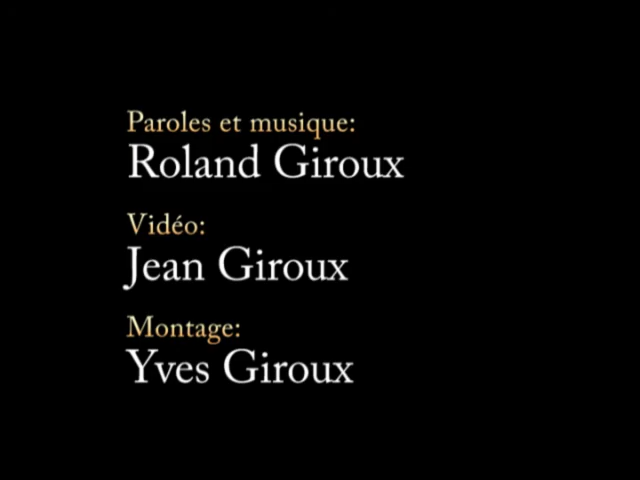 Paroles et musique:
Roland Giroux
Vidéo:
Jean Giroux
Montage:
Yves Giroux